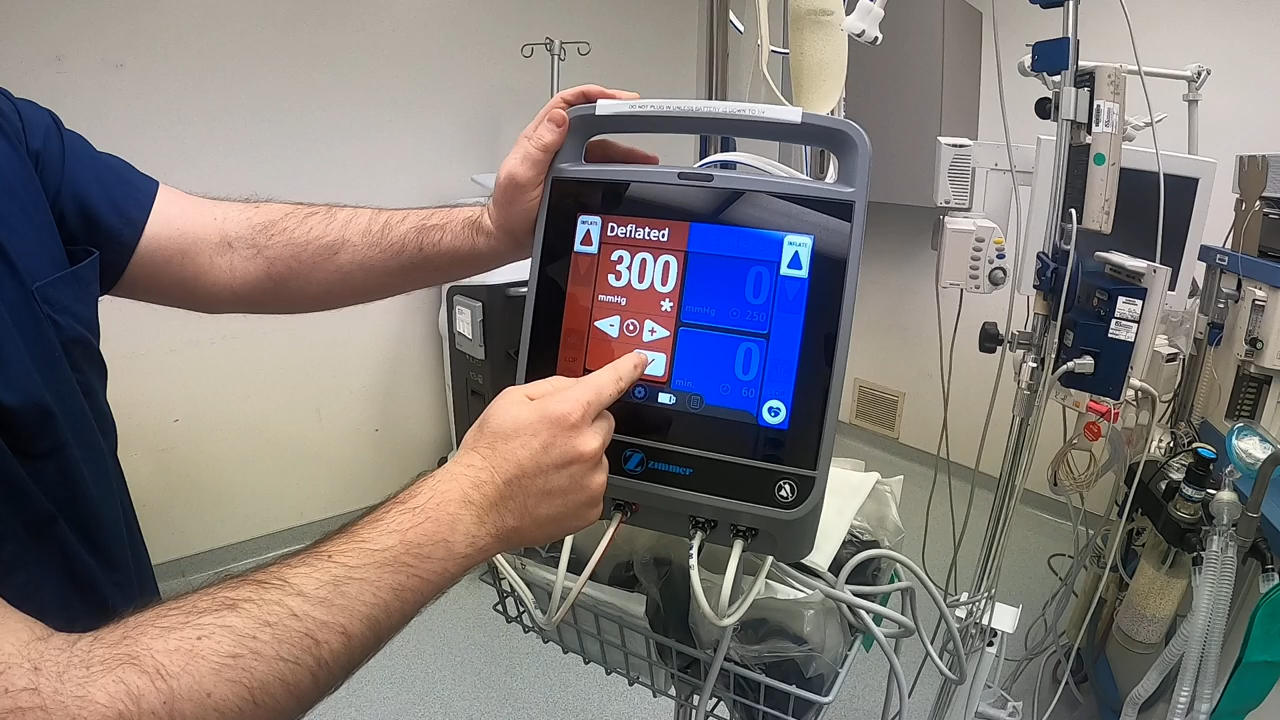 DO NOT PLUG IN UNLESS BATTERY IS DOWN TO 1/4
INFLATE
Deflated
INFLATE
300
0
mmHg
*
mmHg
250
- +
0
LOP
min.
60
Z zimmer